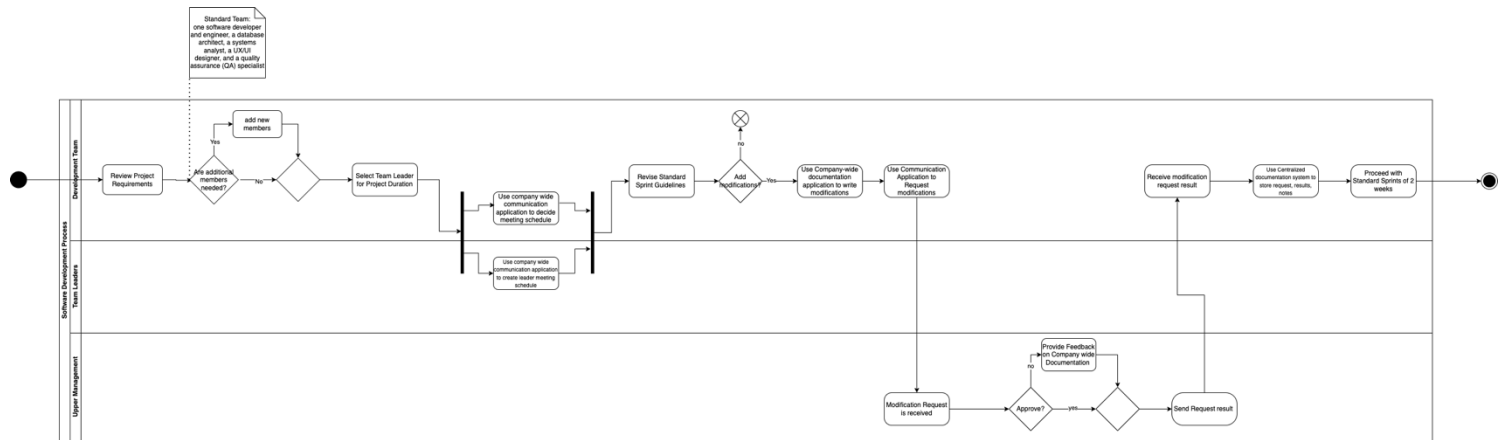 Standard Team:
one software developer
and engineer, a database
architect, a systems
analyst, a UX/UI
designer, and a quality
assurance (QA) specialist
Software Development Process
Development Team
Team Leaders
Upper Management
Review Project
Requirements
Are additional
members
needed?
Yes
No
add new
members
Select Team Leader
for Project Duration
Use company wide
communication
application to decide
meeting schedule
Use company wide
communication application
to create leader meeting
schedule
Revise Standard
Sprint Guidelines
Add
modifications?
no
Yes
Use Company-wide
documentation
application to write
modifications
Use Communication
Application to
Request
modifications
Modification Request
is received
Approve?
no
yes
Provide Feedback
on Company wide
Documentation
Send Request result
Receive modification
request result
Use Centralized
documentation system to
store request, results,
notes
Proceed with
Standard Sprints of 2
weeks